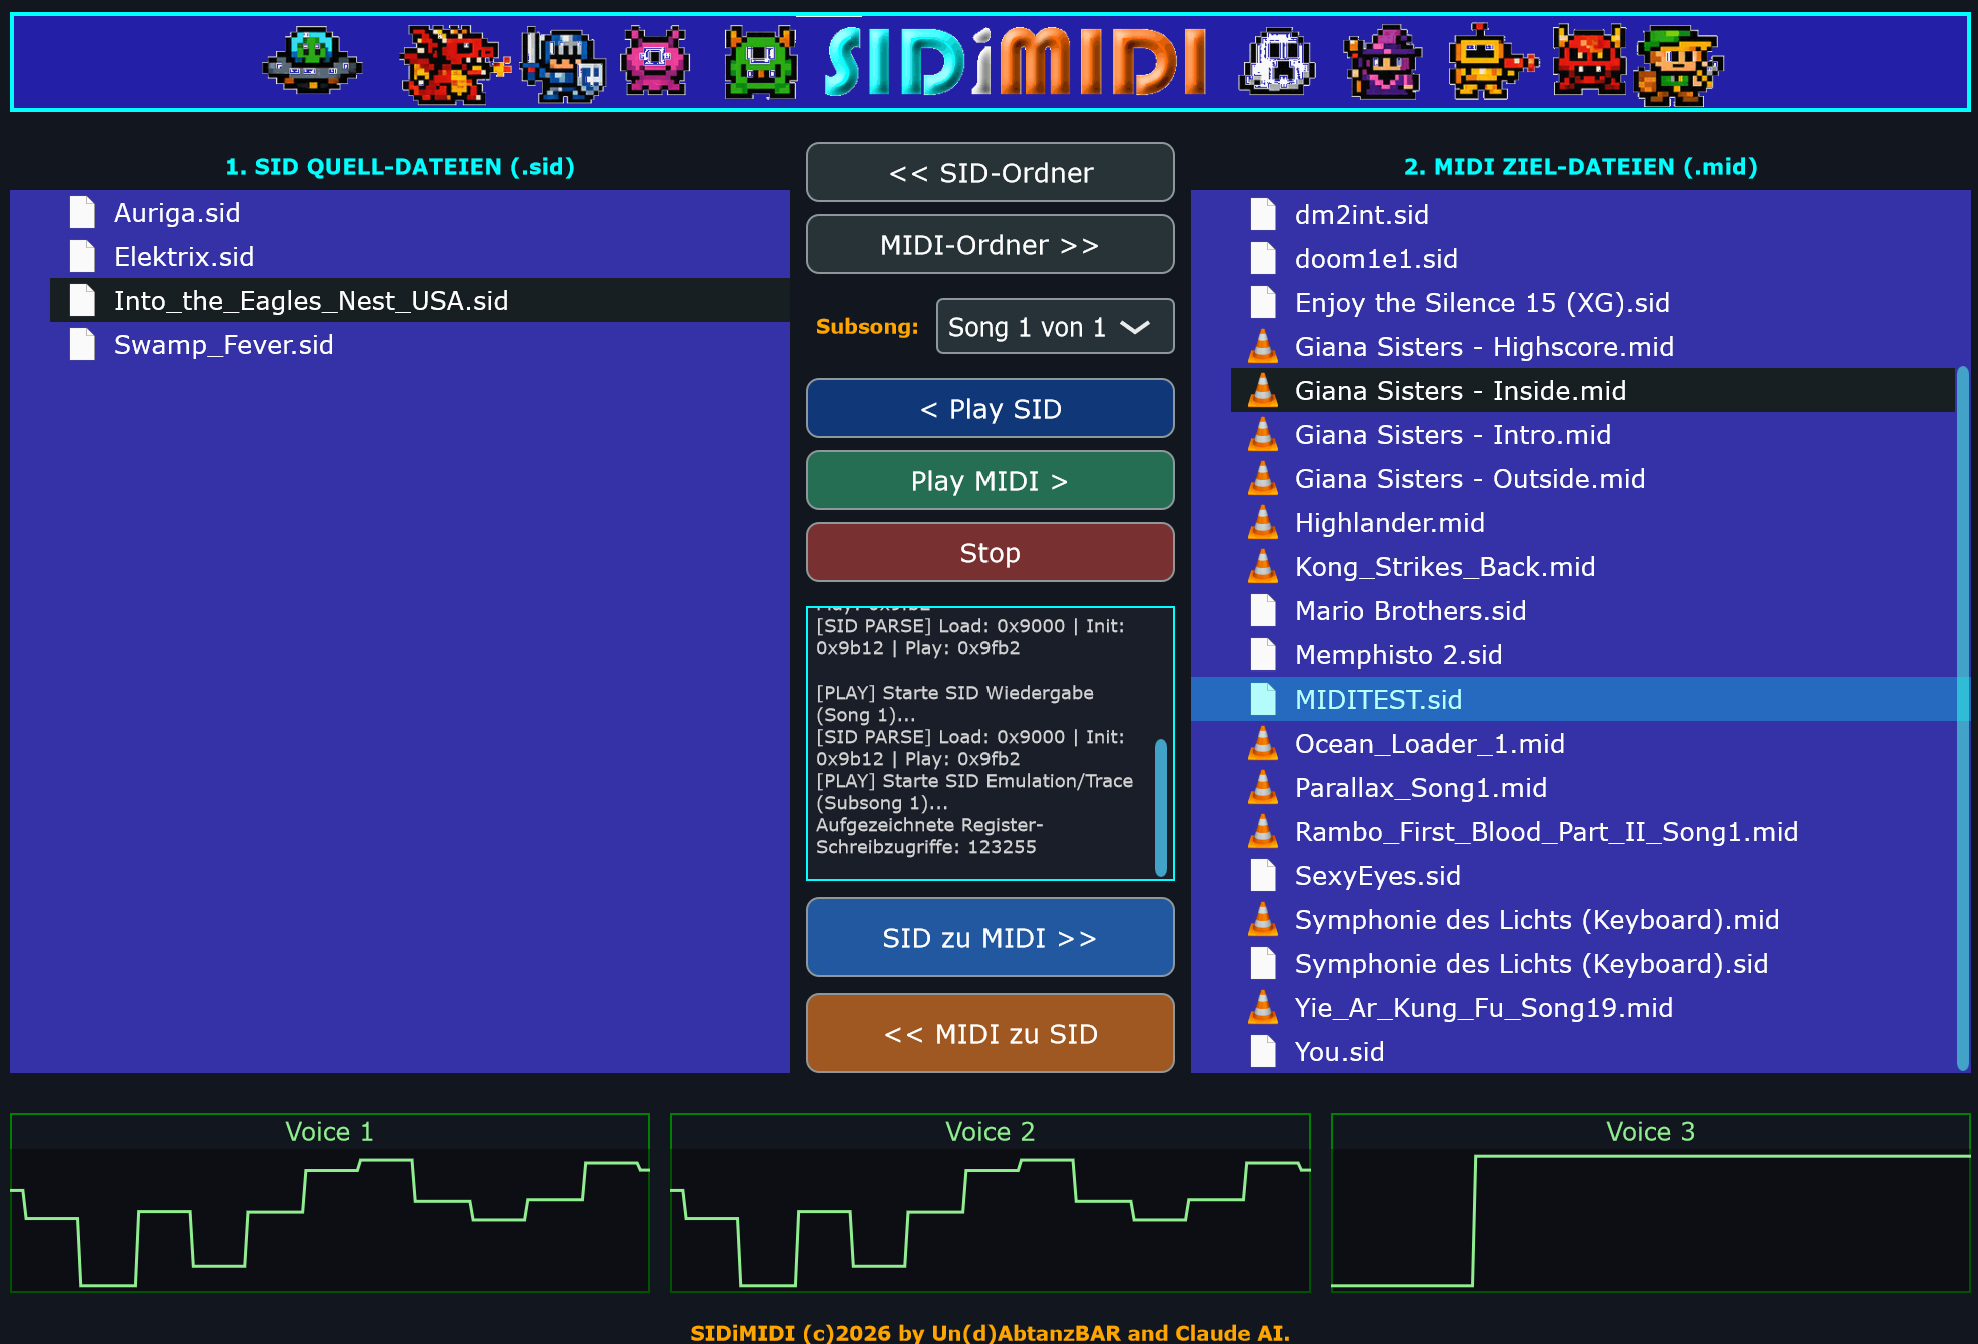 SIDiMIDI
1. SID QUELL-DATEIEN (.sid)
Auriga.sid
Elektrix.sid
Into_the_Eagles_Nest_USA.sid
Swamp_Fever.sid
<< SID-Ordner
MIDI-Ordner >>
Subsong: Song 1 von 1
< Play SID
Play MIDI >
Stop
Play: 0x9fb2
[SID PARSE] Load: 0x9000 | Init:
0x9b12 | Play: 0x9fb2
[PLAY] Starte SID Wiedergabe
(Song 1)...
[SID PARSE] Load: 0x9000 | Init:
0x9b12 | Play: 0x9fb2
[PLAY] Starte SID Emulation/Trace
(Subsong 1)...
Aufgezeichnete Register-
Schreibzugriffe: 123255
SID zu MIDI >>
<< MIDI zu SID
2. MIDI ZIEL-DATEIEN (.mid)
dm2int.sid
doom1e1.sid
Enjoy the Silence 15 (XG).sid
Giana Sisters - Highscore.mid
Giana Sisters - Inside.mid
Giana Sisters - Intro.mid
Giana Sisters - Outside.mid
Highlander.mid
Kong_Strikes_Back.mid
Mario Brothers.sid
Memphisto 2.sid
MIDITEST.sid
Ocean_Loader_1.mid
Parallax_Song1.mid
Rambo_First_Blood_Part_II_Song1.mid
SexyEyes.sid
Symphonie des Lichts (Keyboard).mid
Symphonie des Lichts (Keyboard).sid
Yie_Ar_Kung_Fu_Song19.mid
You.sid
Voice 1
Voice 2
Voice 3
SIDiMIDI (c)2026 by Un(d)AbtanzBAR and Claude AI.